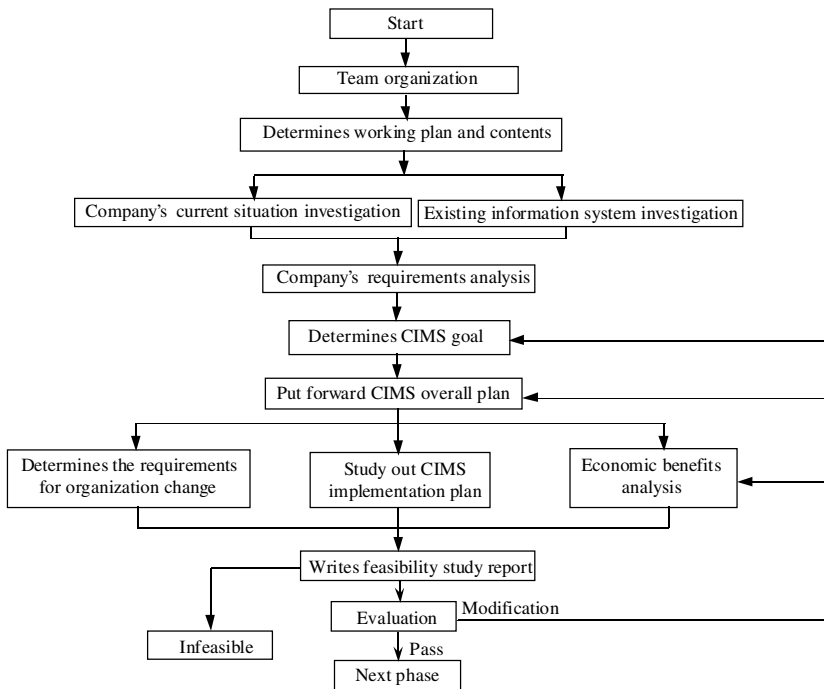 Start
Team organization
Determines working plan and contents
Company's current situation investigation
Existing information system investigation
Company's requirements analysis
Determines CIMS goal
Put forward CIMS overall plan
Determines the requirements
for organization change
Study out CIMS
implementation plan
Economic benefits
analysis
Writes feasibility study report
Evaluation
Modification
Infeasible
Pass
Next phase